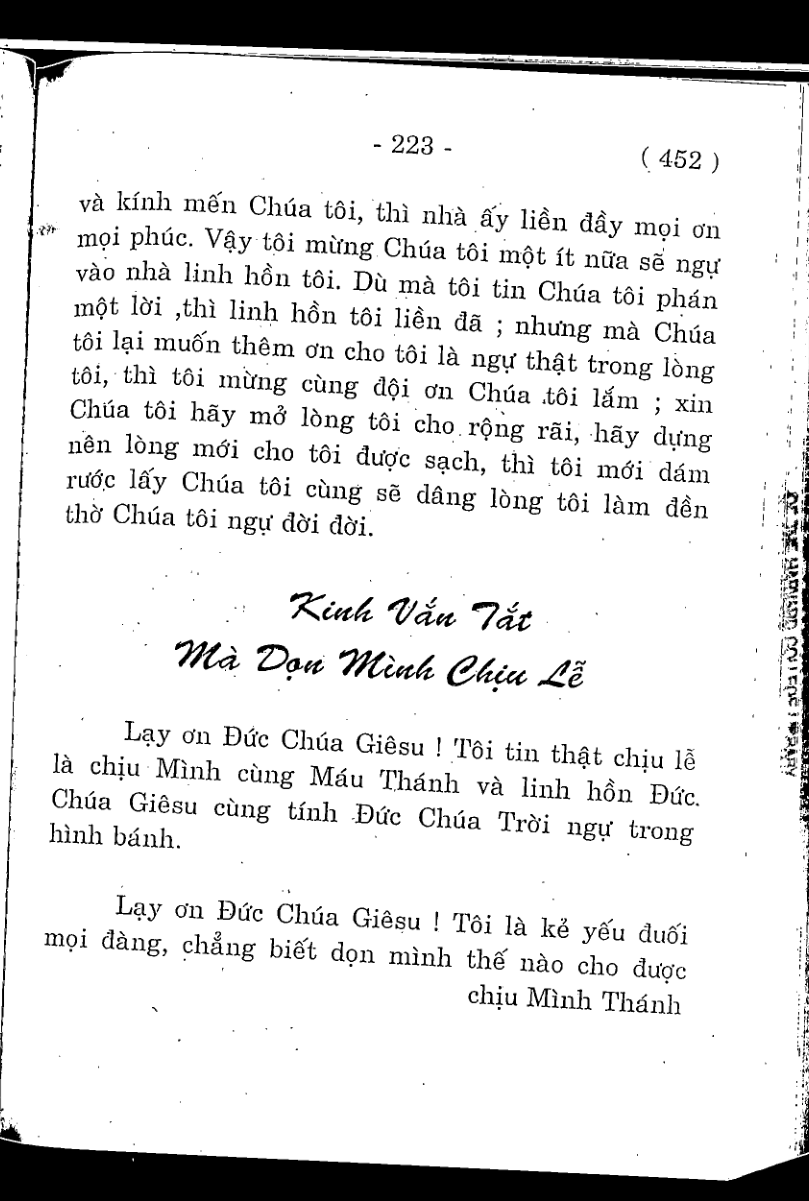 - 223 -
( 452 )
và kính mến Chúa tôi, thì nhà ấy liền đầy mọi ơn
mọi phúc. Vậy tôi mừng Chúa tôi một ít nữa sẽ ngự
vào nhà linh hồn tôi. Dù mà tôi tin Chúa tôi phán
một lời ,thì linh hồn tôi liền đã ; nhưng mà Chúa
tôi lại muốn thêm ơn cho tôi là ngự thật trong lòng
tôi, thì tôi mừng cùng đội ơn Chúa tôi lắm ; xin
Chúa tôi hãy mở lòng tôi cho rộng rãi, hãy dựng
nên lòng mới cho tôi được sạch, thì tôi mới dám
rước lấy Chúa tôi cùng sẽ dâng lòng tôi làm đền
thờ Chúa tôi ngự đời đời.
Kinh Vắn Tắt
Mà Dọn Mình Chịu Lễ
Lạy ơn Đức Chúa Giêsu ! Tôi tin thật chịu lễ
là chịu Mình cùng Máu Thánh và linh hồn Đức.
Chúa Giêsu cùng tính Đức Chúa Trời ngự trong
hình bánh.
Lạy ơn Đức Chúa Giêsu ! Tôi là kẻ yếu đuối
mọi đàng, chẳng biết dọn mình thế nào cho được
chịu Mình Thánh
OF THE HARVARD COLLEGE LIBRARY